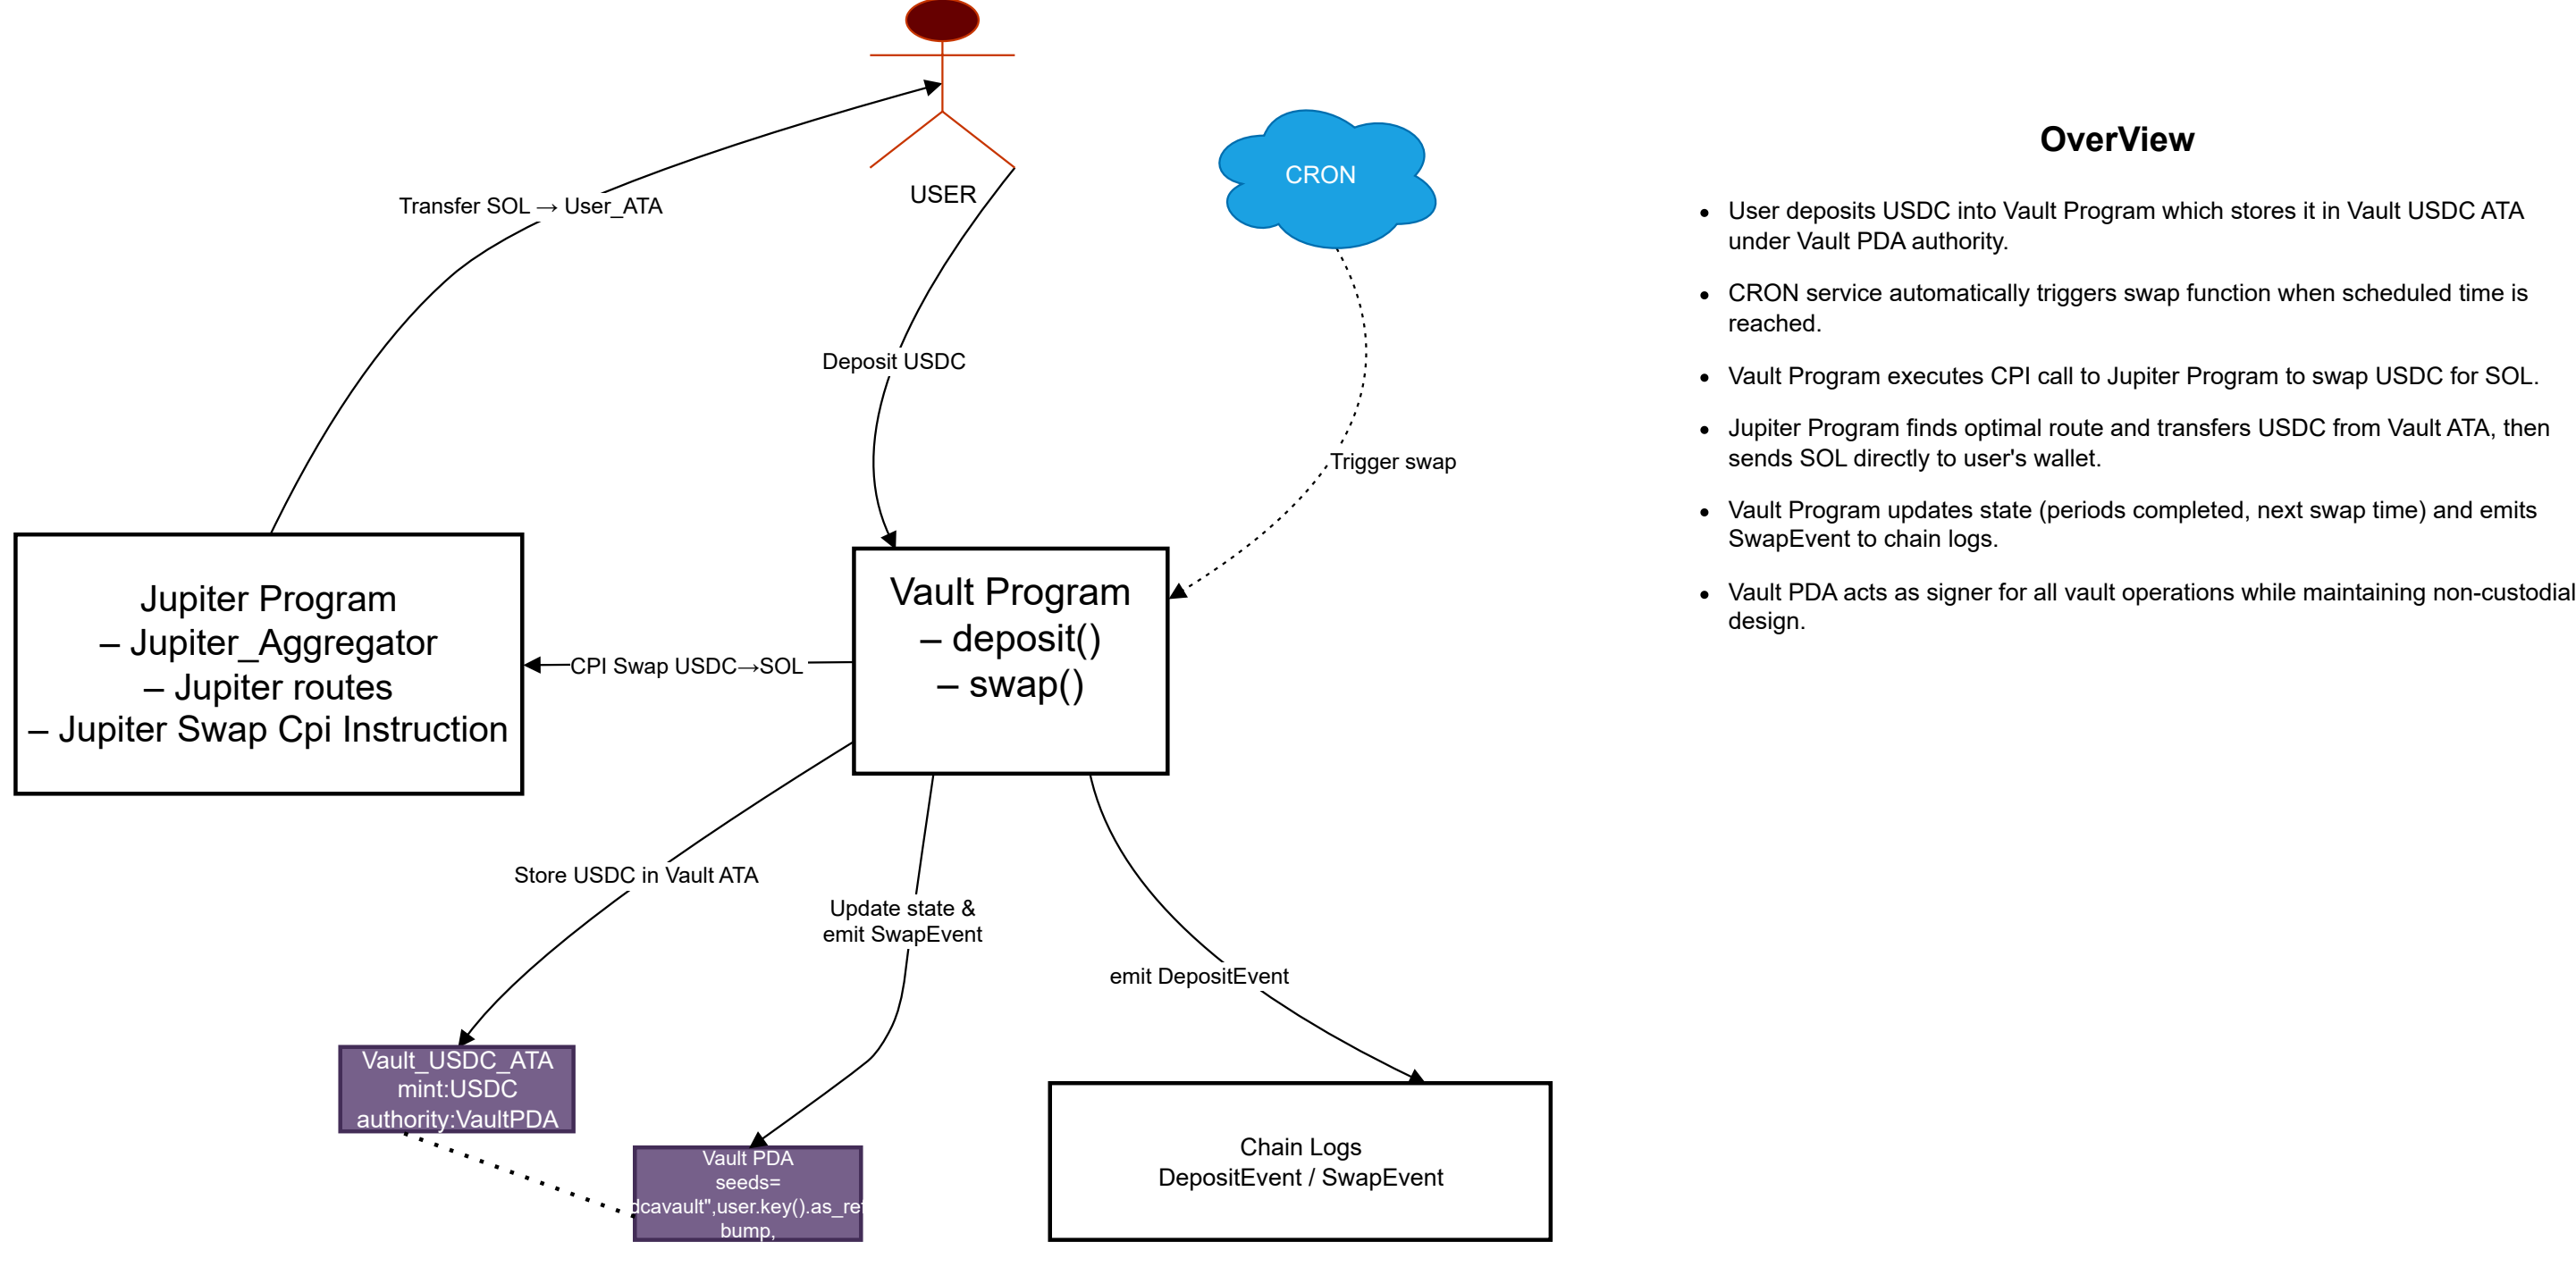 USER
CRON
Transfer SOL → User_ATA
Deposit USDC
Trigger swap
Jupiter Program
– Jupiter_Aggregator
– Jupiter routes
– Jupiter Swap Cpi Instruction
CPI Swap USDC→SOL
Vault Program
– deposit()
– swap()
Store USDC in Vault ATA
Update state &
emit SwapEvent
emit DepositEvent
Vault_USDC_ATA
mint:USDC
authority:VaultPDA
Vault PDA
seeds=
dcavault",user.key().as_ref
bump,
Chain Logs
DepositEvent / SwapEvent
OverView
• User deposits USDC into Vault Program which stores it in Vault USDC ATA
under Vault PDA authority.
• CRON service automatically triggers swap function when scheduled time is
reached.
• Vault Program executes CPI call to Jupiter Program to swap USDC for SOL.
• Jupiter Program finds optimal route and transfers USDC from Vault ATA, then
sends SOL directly to user's wallet.
• Vault Program updates state (periods completed, next swap time) and emits
SwapEvent to chain logs.
• Vault PDA acts as signer for all vault operations while maintaining non-custodial
design.